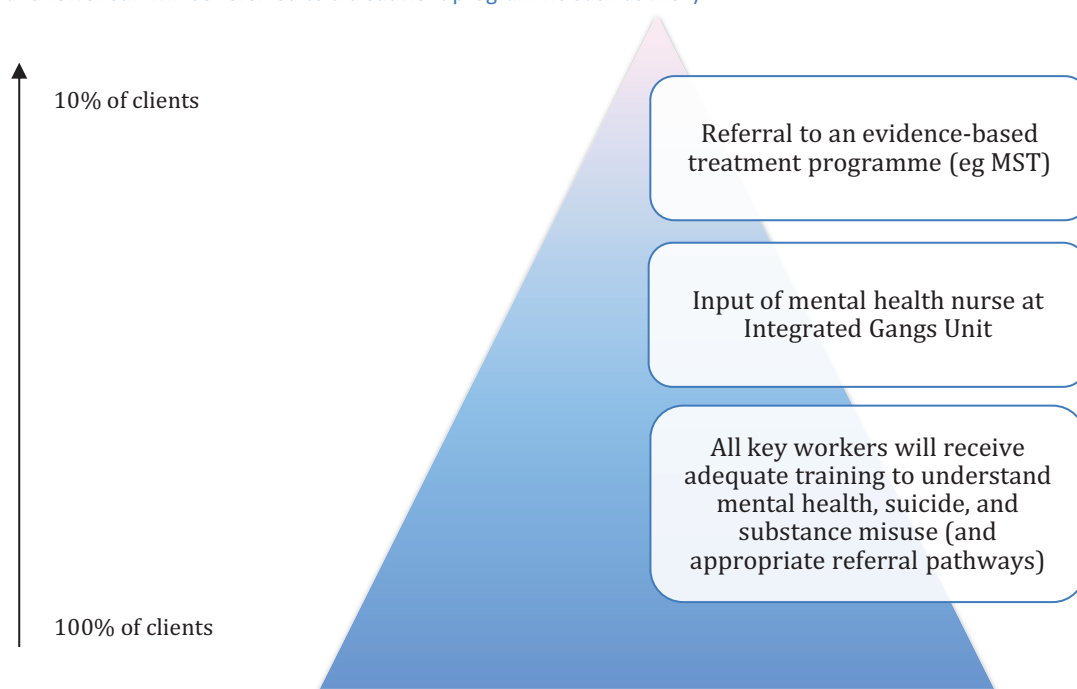 10% of clients
Referral to an evidence-based
treatment programme (eg MST)
Input of mental health nurse at
Integrated Gangs Unit
All key workers will receive
adequate training to understand
mental health, suicide, and
substance misuse (and
appropriate referral pathways)
100% of clients